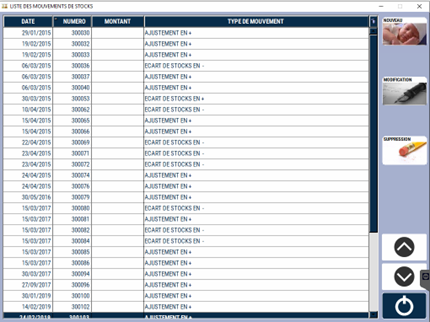 LISTE DES MOUVEMENTS DE STOCKS
DATE NUMERO MONTANT TYPE DE MOUVEMENT
29/01/2015 300030 AJUSTEMENT EN +
19/02/2015 300032 AJUSTEMENT EN +
19/02/2015 300033 AJUSTEMENT EN +
06/03/2015 300036 ECART DE STOCKS EN -
06/03/2015 300037 AJUSTEMENT EN +
06/03/2015 300040 AJUSTEMENT EN +
30/03/2015 300053 ECART DE STOCKS EN +
10/04/2015 300062 ECART DE STOCKS EN -
15/04/2015 300065 AJUSTEMENT EN +
15/04/2015 300066 AJUSTEMENT EN +
22/04/2015 300069 ECART DE STOCKS EN -
23/04/2015 300071 ECART DE STOCKS EN -
23/04/2015 300072 ECART DE STOCKS EN -
24/04/2015 300074 AJUSTEMENT EN +
24/04/2015 300076 AJUSTEMENT EN +
30/05/2016 300079 AJUSTEMENT EN +
15/03/2017 300080 ECART DE STOCKS EN -
15/03/2017 300081 AJUSTEMENT EN +
15/03/2017 300082 ECART DE STOCKS EN -
15/03/2017 300084 ECART DE STOCKS EN -
15/03/2017 300085 AJUSTEMENT EN +
15/03/2017 300086 AJUSTEMENT EN +
30/03/2017 300094 AJUSTEMENT EN +
27/09/2017 300096 AJUSTEMENT EN +
30/01/2019 300100 AJUSTEMENT EN +
14/02/2019 300102 AJUSTEMENT EN +
24/02/2019 300103 AJUSTEMENT EN +
NOUVEAU
MODIFICATION
SUPPRESSION